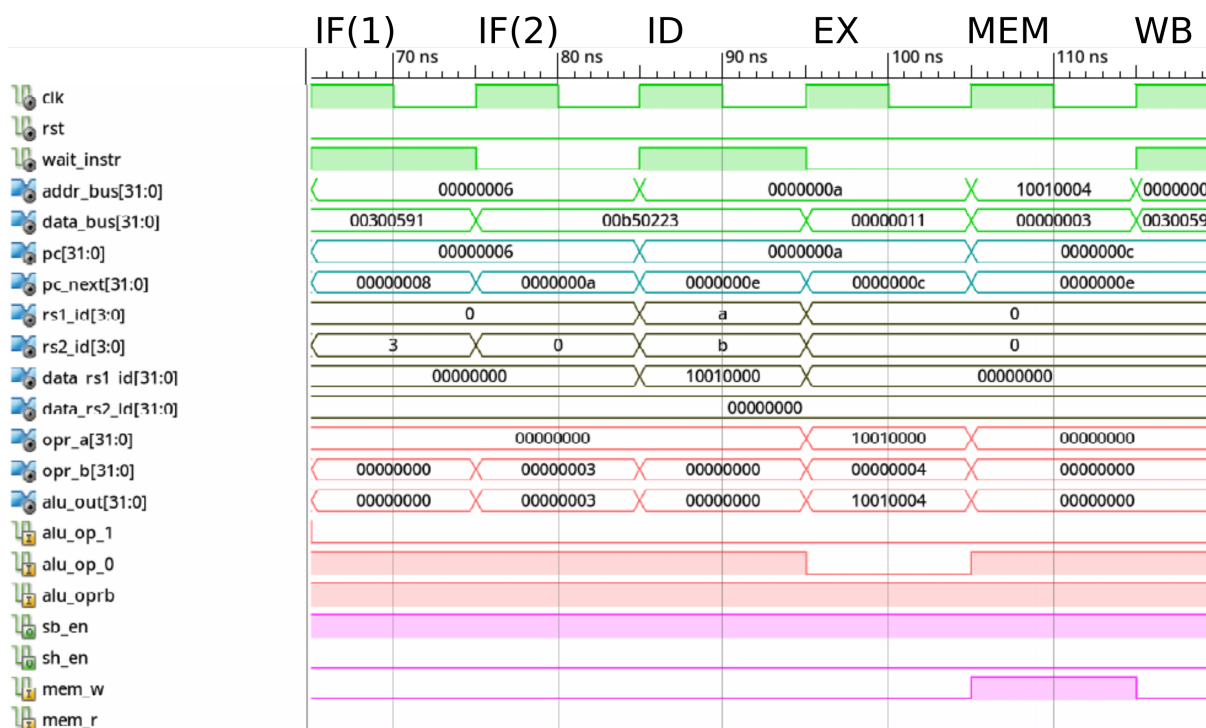 IF(1) IF(2) ID EX MEM WB
70 ns 80 ns 90 ns 100 ns 110 ns
clk
rst
wait_instr
addr_bus[31:0] 00000006 0000000a 10010004 0000000
data_bus[31:0] 00300591 00b50223 00000011 00000003 0030059
pc[31:0] 00000006 0000000a 0000000c
pc_next[31:0] 00000008 0000000a 0000000e 0000000c 0000000e
rs1_id[3:0] 0 a 0
rs2_id[3:0] 3 0 b 0
data_rs1_id[31:0] 00000000 10010000 00000000
data_rs2_id[31:0] 00000000
opr_a[31:0] 00000000 10010000 00000000
opr_b[31:0] 00000000 00000003 00000000 00000004 00000000
alu_out[31:0] 00000000 00000003 00000000 10010004 00000000
alu_op_1
alu_op_0
alu_oprb
sb_en
sh_en
mem_w
mem_r